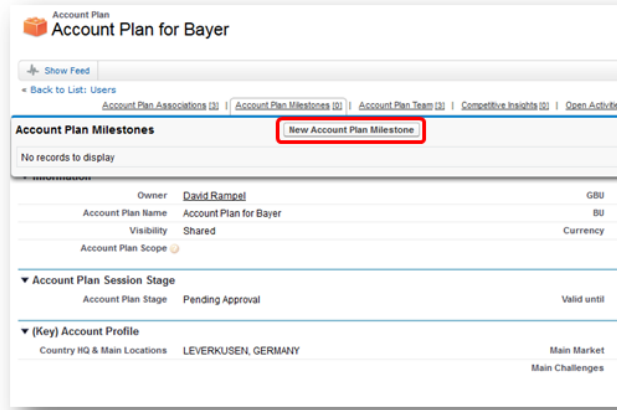 Account Plan
Account Plan for Bayer
Show Feed
« Back to List: Users
Account Plan Associations [3] | Account Plan Milestones [0] | Account Plan Team [3] | Competitive Insights [0] | Open Activitie
Account Plan Milestones New Account Plan Milestone
No records to display
Information
Owner David Rampel GBU
Account Plan Name Account Plan for Bayer BU
Visibility Shared Currency
Account Plan Scope
Account Plan Session Stage
Account Plan Stage Pending Approval Valid until
(Key) Account Profile
Country HQ & Main Locations LEVERKUSEN, GERMANY Main Market
Main Challenges